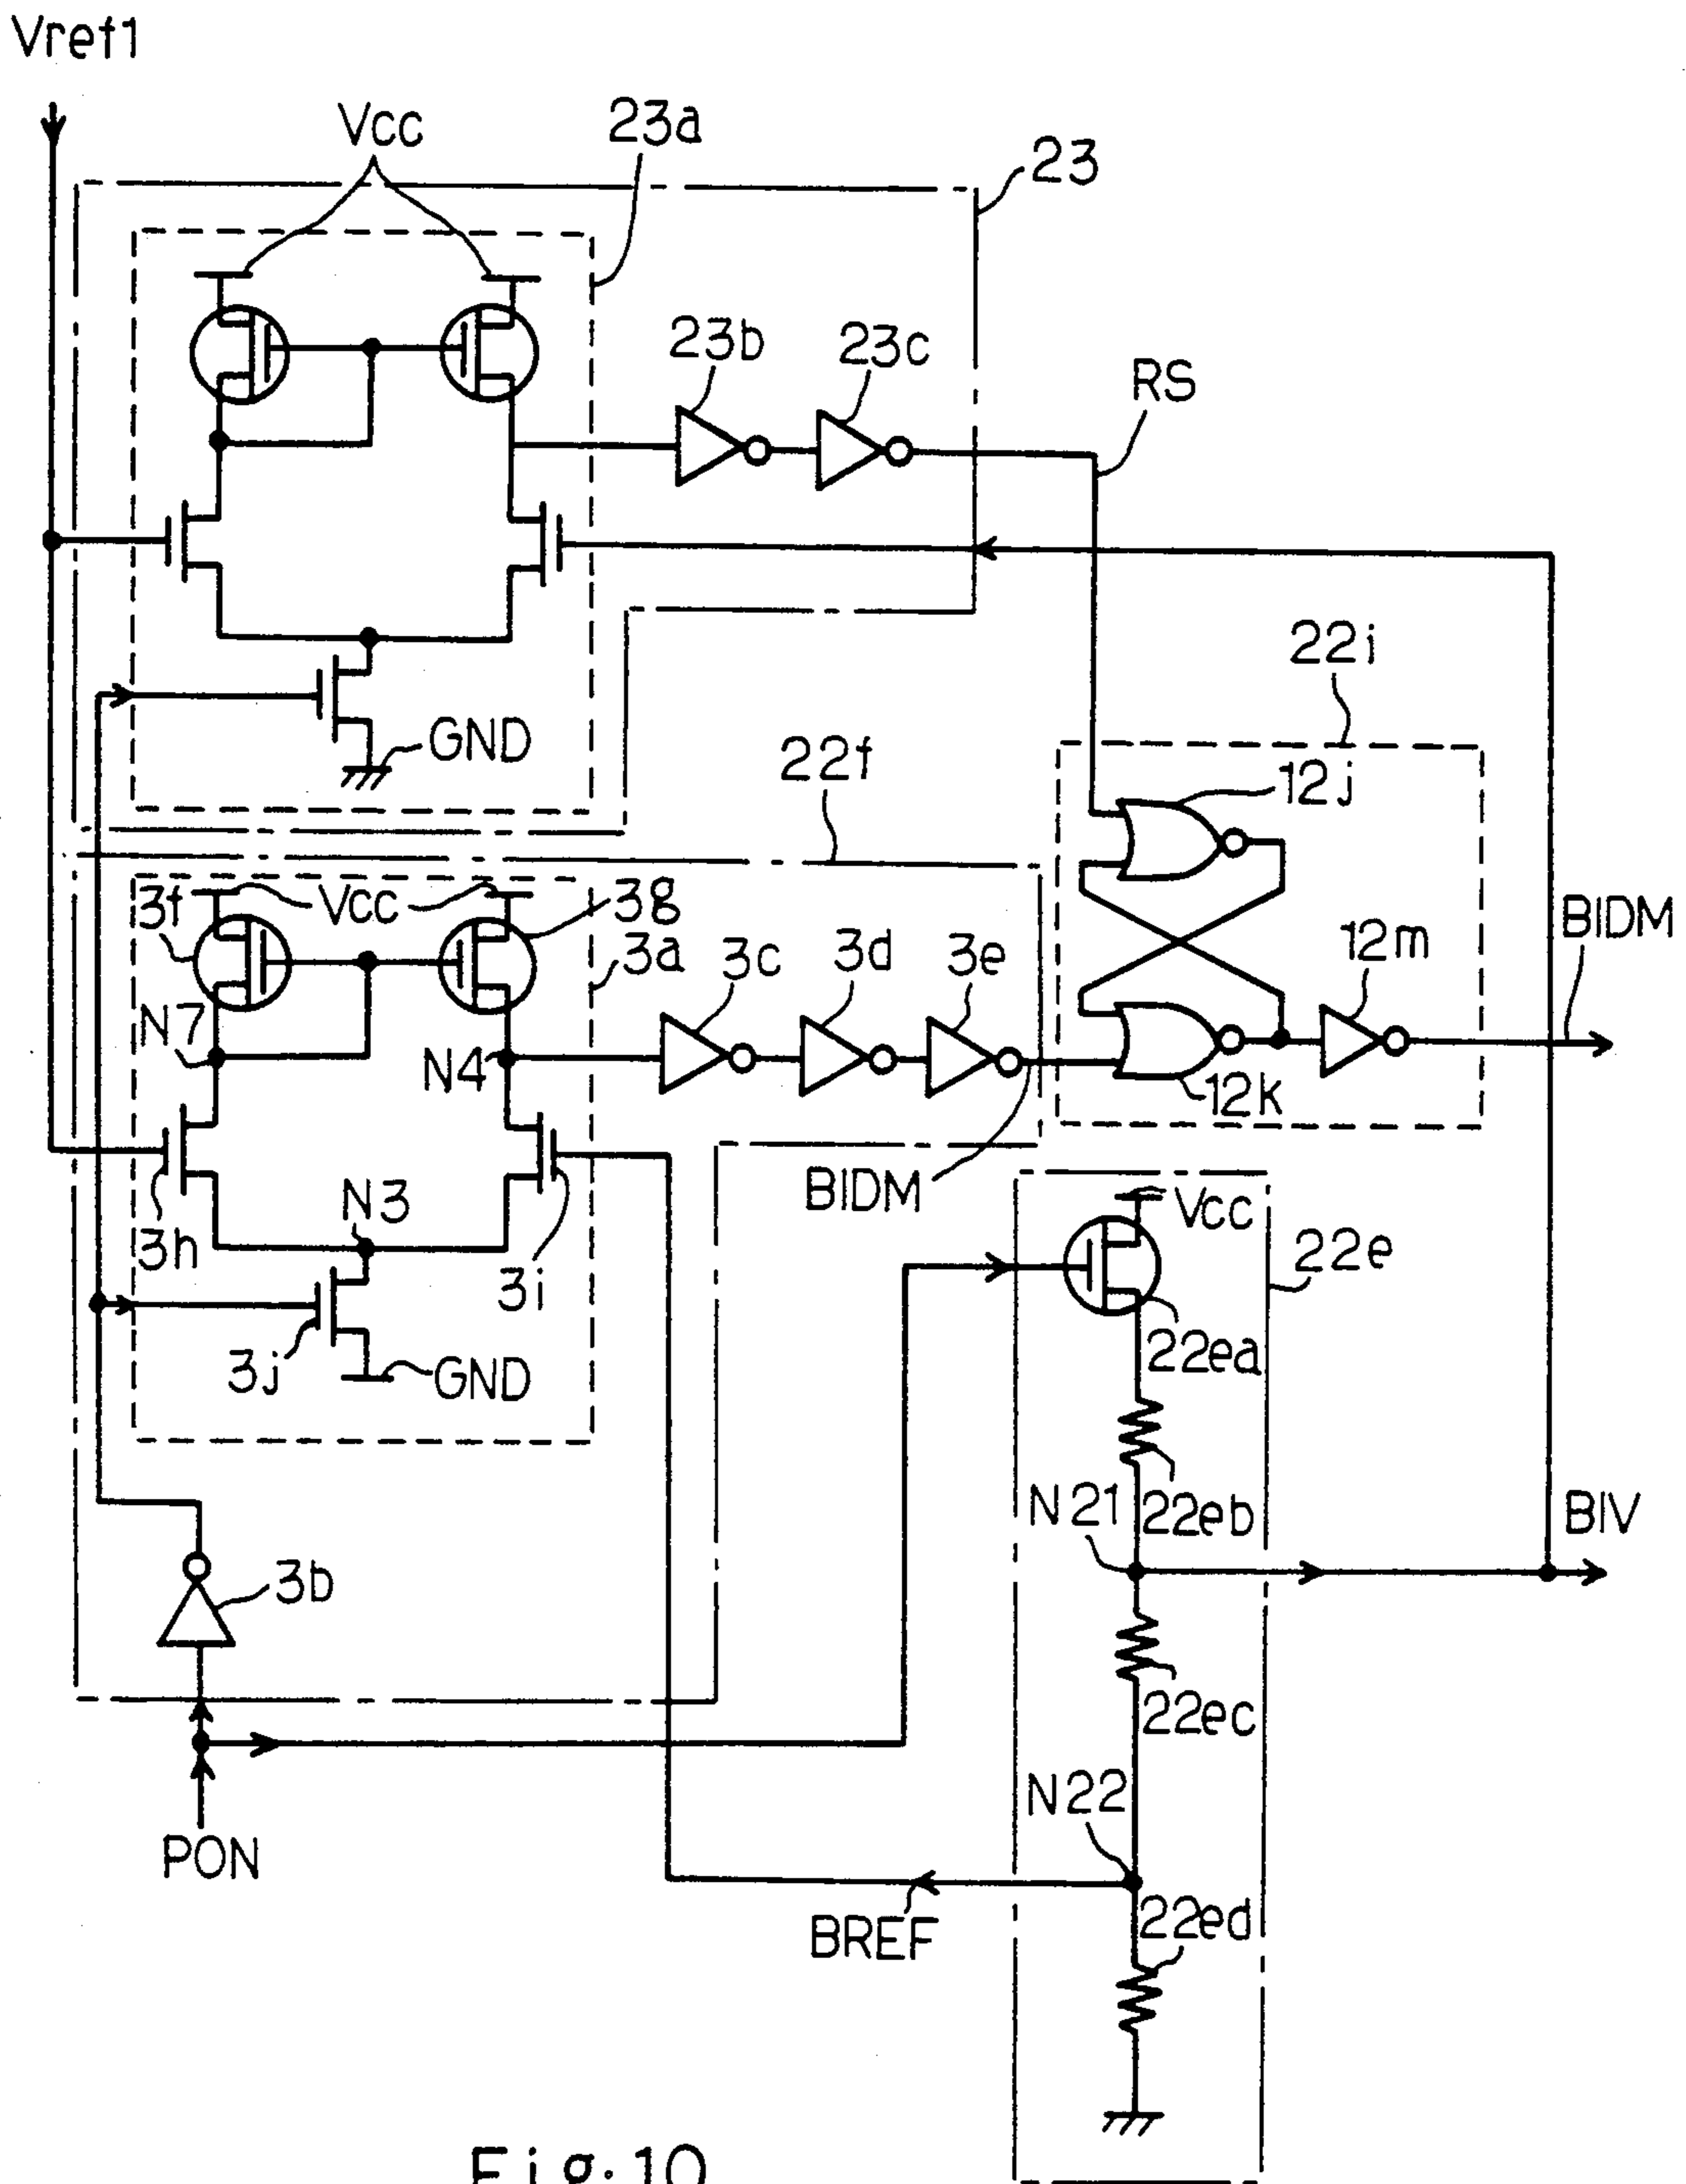 Vref1
Vcc
23a
23
23b
23c
RS
GND
22i
22f
12j
3f
Vcc
3g
3a
3c
3d
3e
12m
BIDM
N7
N4
12k
BIDM
Vcc
N3
3h
3i
22e
3j
GND
22ea
N21
22eb
BIV
3b
22ec
N22
PON
BREF
22ed
Fig. 10